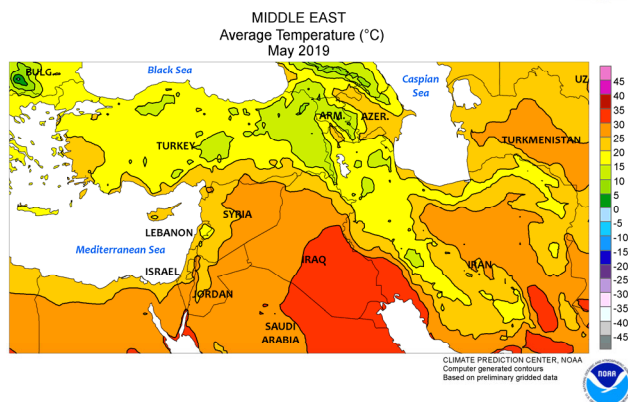 MIDDLE EAST
Average Temperature (°C)
May 2019
BULG.
Black Sea
Caspian
Sea
UZ
ARM.
AZER.
TURKEY
TURKMENISTAN
SYRIA
LEBANON
Mediterranean Sea
ISRAEL
IRAQ
IRAN
JORDAN
SAUDI
ARABIA
45
40
35
30
25
20
15
10
5
0
-5
-10
-15
-20
-25
-30
-35
-40
-45
CLIMATE PREDICTION CENTER, NOAA
Computer generated contours
Based on preliminary gridded data
NOAA